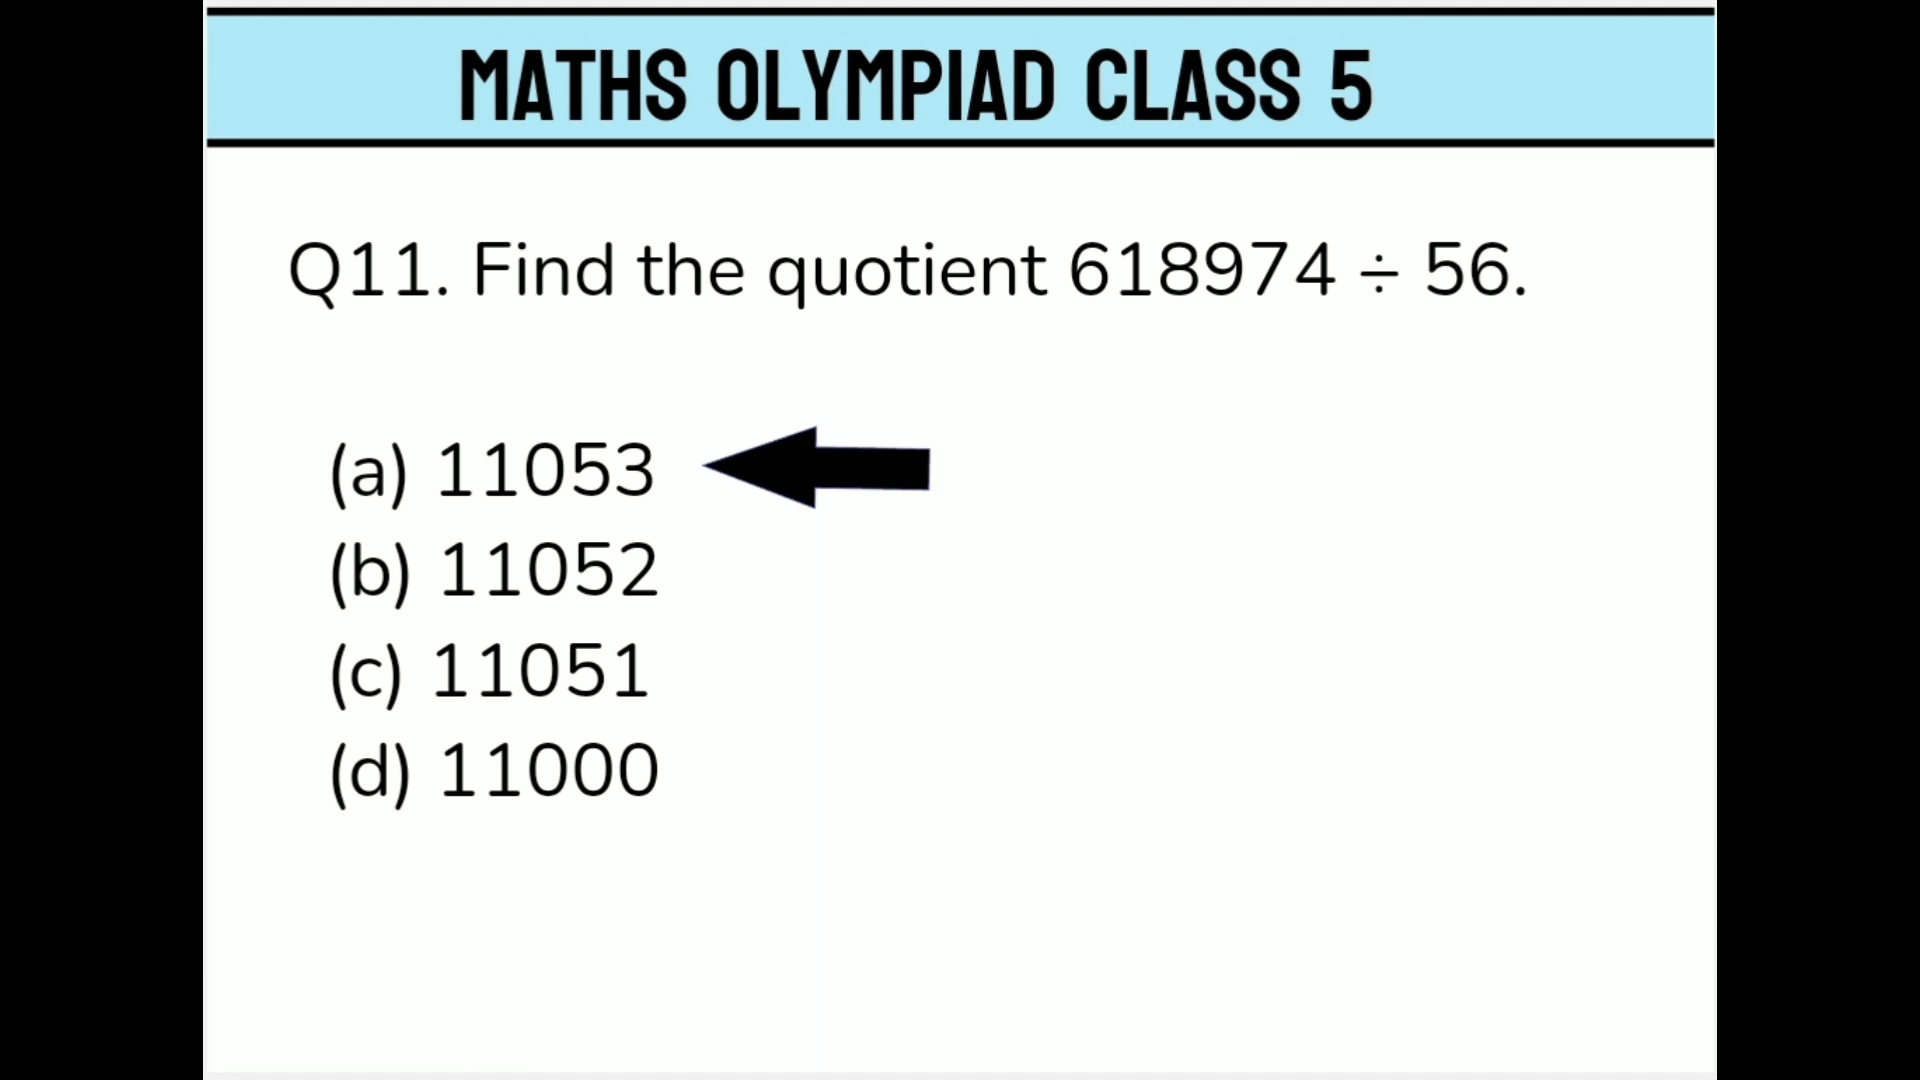 MATHS OLYMPIAD CLASS 5
Q11. Find the quotient 618974 ÷ 56.
(a) 11053
(b) 11052
(c) 11051
(d) 11000